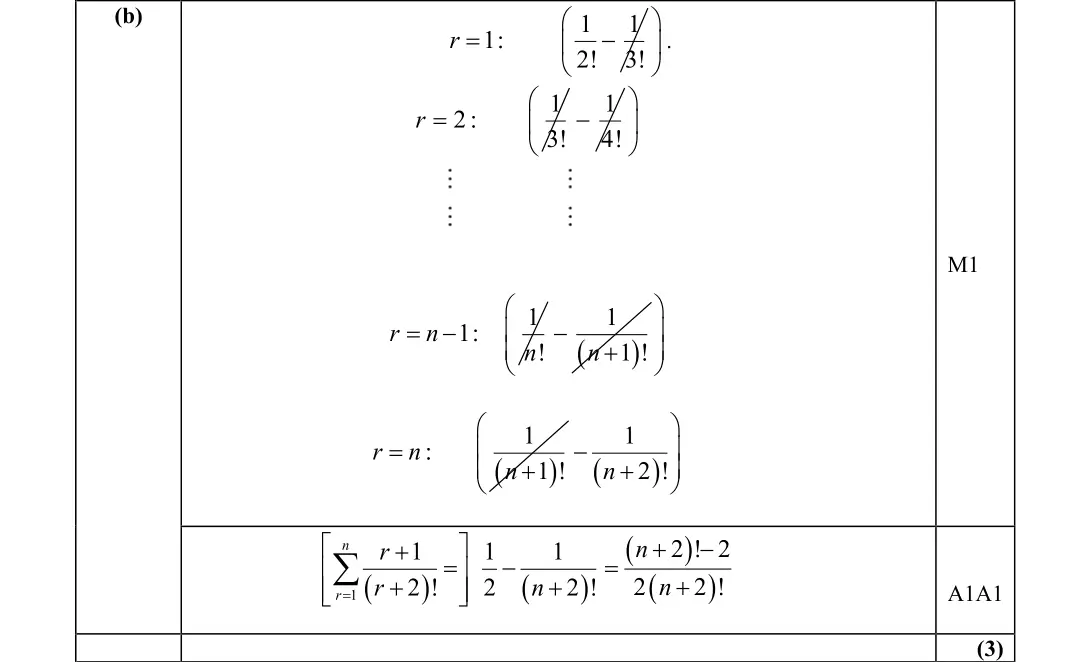 (b)
r = 1 : (1/2! − 1/3!).
r = 2 : (1/3! − 1/4!)
⋮ ⋮
⋮ ⋮
M1
r = n − 1 : (1/n! − 1/(n + 1)!)
r = n : (1/(n + 1)! − 1/(n + 2)!)
[∑_{r=1}^{n} (r + 1)/(r + 2)! =] 1/2 − 1/(n + 2)! = ((n + 2)! − 2)/(2(n + 2)!)
A1A1
(3)